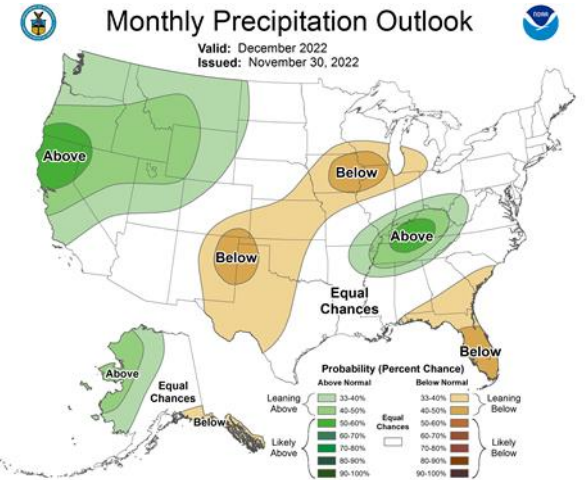 Monthly Precipitation Outlook
Valid: December 2022
Issued: November 30, 2022
NOAA
Above
Below
Below
Above
Equal
Chances
Below
Above
Equal
Chances
Below
Probability (Percent Chance)
Above Normal
Below Normal
Leaning
Above
33-40%
40-50%
Likely
Above
50-60%
60-70%
70-80%
80-90%
90-100%
Equal
Chances
33-40%
40-50%
Leaning
Below
50-60%
60-70%
70-80%
80-90%
90-100%
Likely
Below